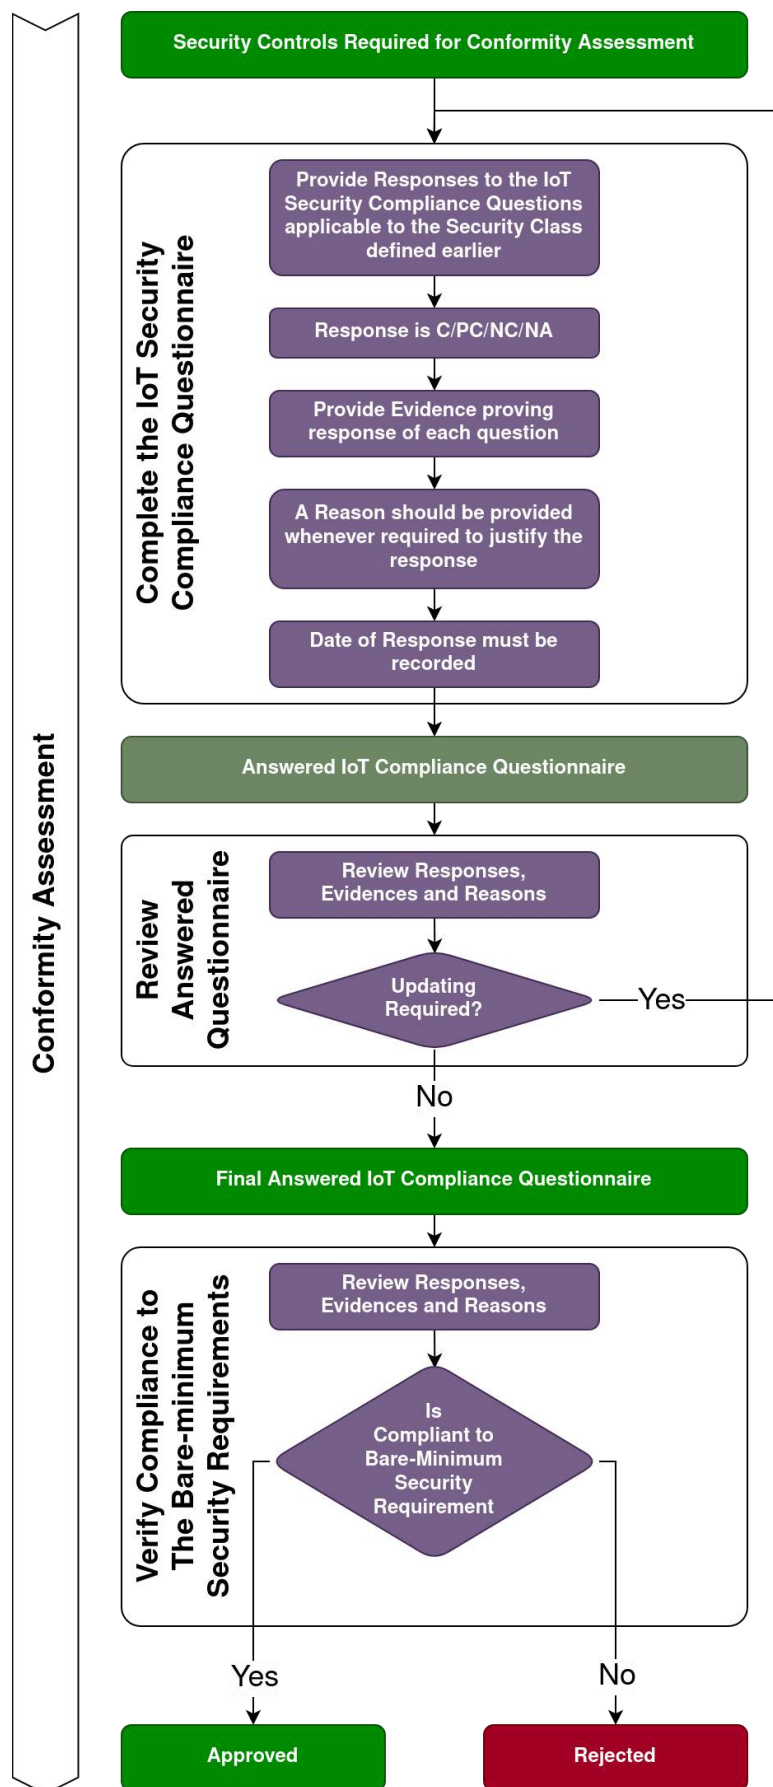 Security Controls Required for Conformity Assessment
Complete the IoT Security
Compliance Questionnaire
Provide Responses to the IoT
Security Compliance Questions
applicable to the Security Class
defined earlier
Response is C/PC/NC/NA
Provide Evidence proving
response of each question
A Reason should be provided
whenever required to justify the
response
Date of Response must be
recorded
Conformity Assessment
Answered IoT Compliance Questionnaire
Review
Answered
Questionnaire
Review Responses,
Evidences and Reasons
Updating
Required?
Yes
No
Final Answered IoT Compliance Questionnaire
Verify Compliance to
The Bare-minimum
Security Requirements
Review Responses,
Evidences and Reasons
Is
Compliant to
Bare-Minimum
Security
Requirement
Yes
No
Approved
Rejected